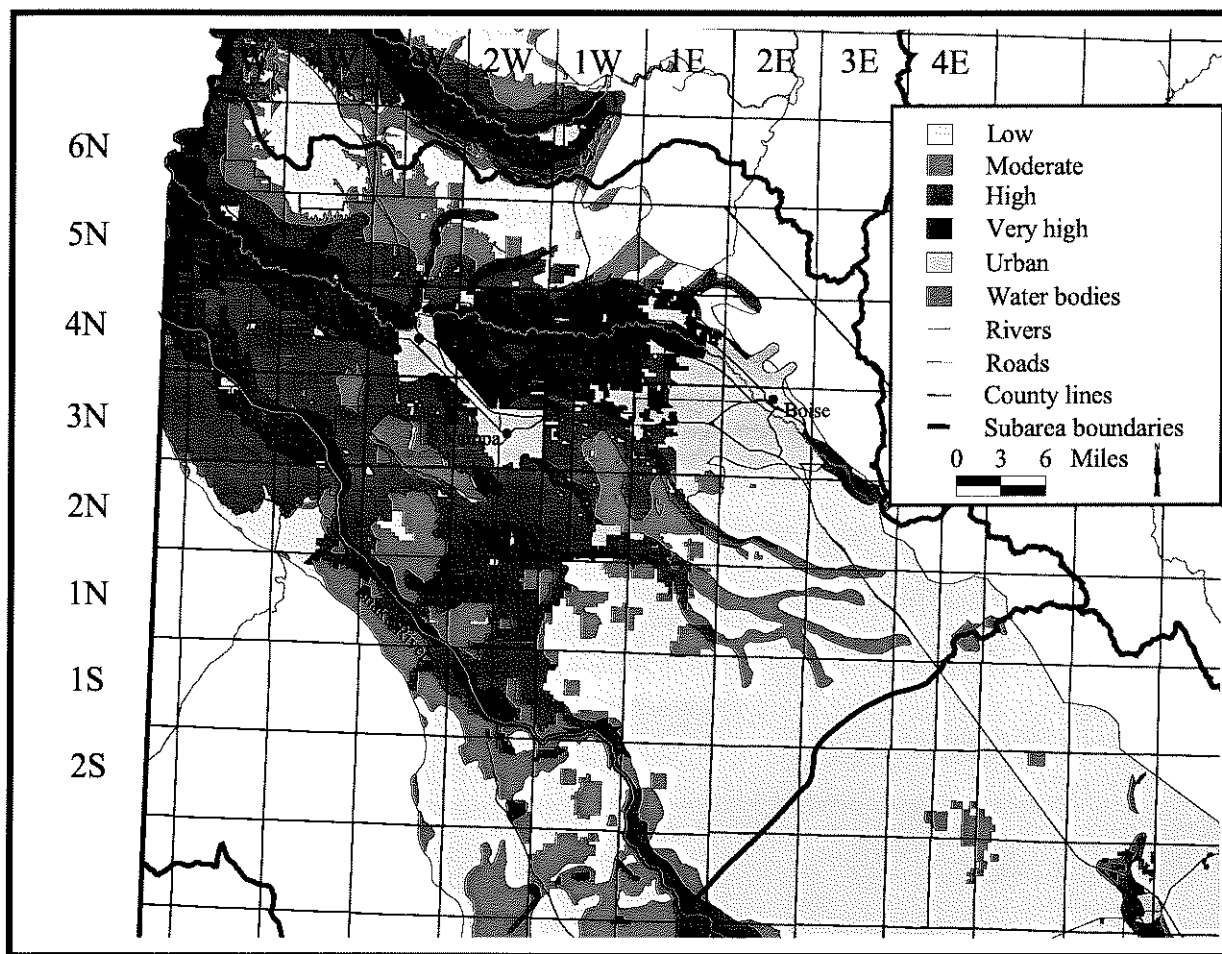 2W 1W 1E 2E 3E 4E
6N
5N
4N
3N
2N
1N
1S
2S
Low
Moderate
High
Very high
Urban
Water bodies
Rivers
Roads
County lines
Subarea boundaries
0 3 6 Miles
Boise